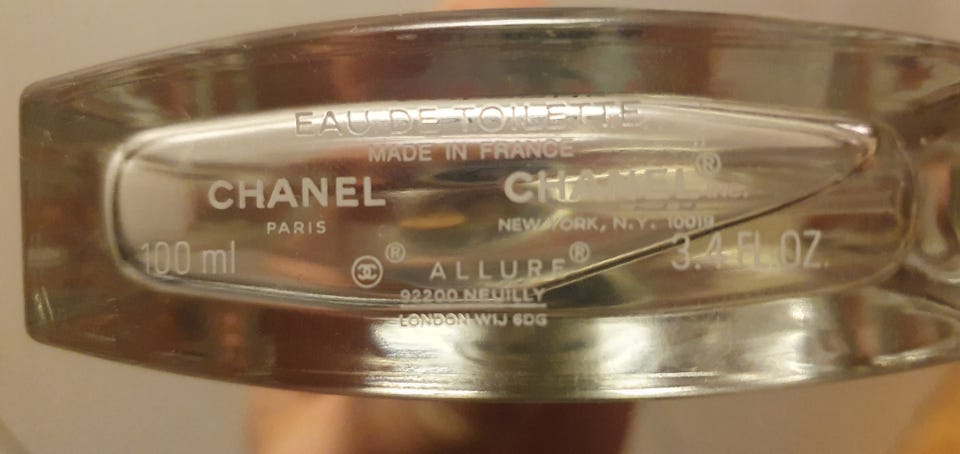 EAU DE TOILETTE
MADE IN FRANCE
CHANEL CHANEL® INC.
PARIS NEW YORK, N.Y. 10019
100 ml ® ALLURE® 3.4 FL.OZ.
92200 NEUILLY
LONDON W1J 6DG